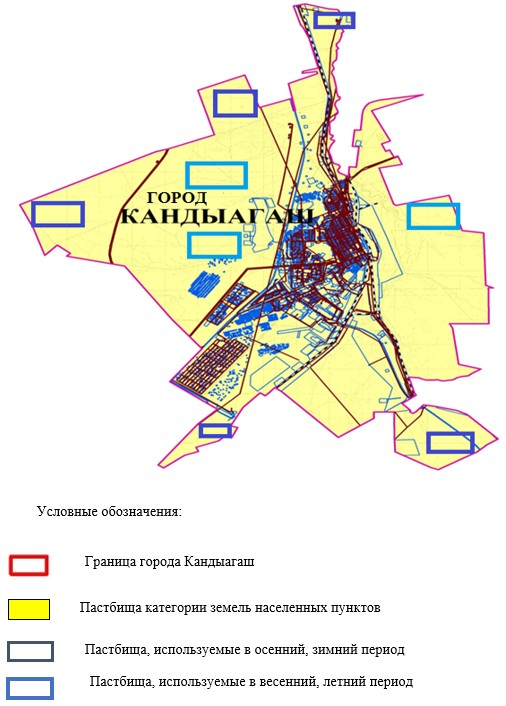 ГОРОД
КАНДЫАГАШ
Условные обозначения:
Граница города Кандыагаш
Пастбища категории земель населенных пунктов
Пастбища, используемые в осенний, зимний период
Пастбища, используемые в весенний, летний период